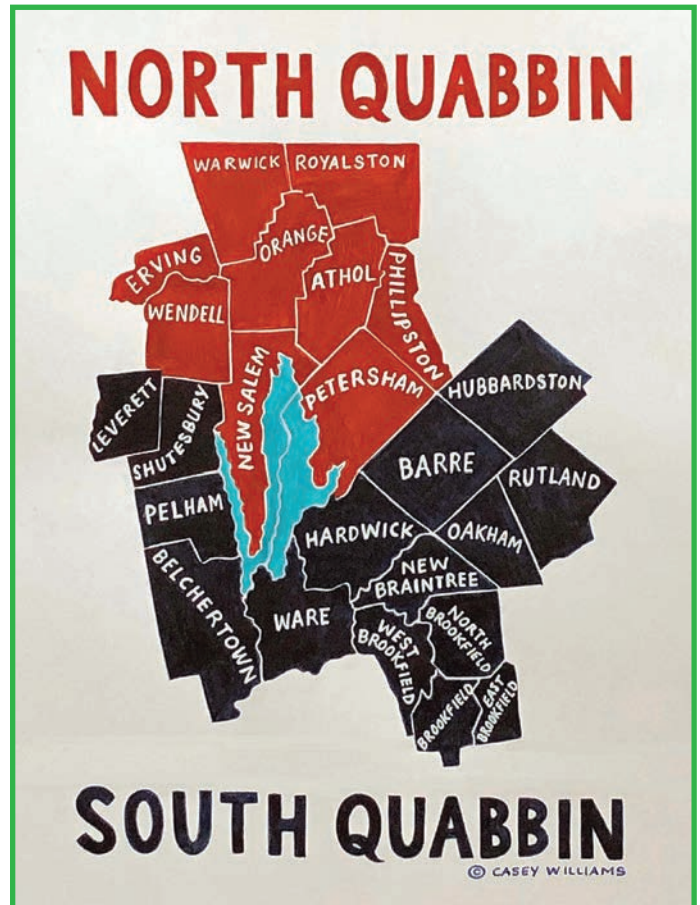 NORTH QUABBIN
WARWICK
ROYALSTON
ORANGE
ERVING
ATHOL
PHILLIPSTON
WENDELL
NEW SALEM
PETERSHAM
HUBBARDSTON
LEVERETT
SHUTESBURY
BARRE
RUTLAND
PELHAM
HARDWICK
OAKHAM
BELCHERTOWN
NEW
BRAINTREE
WARE
WEST
BROOKFIELD
NORTH
BROOKFIELD
BROOKFIELD
EAST
BROOKFIELD
SOUTH QUABBIN
© CASEY WILLIAMS